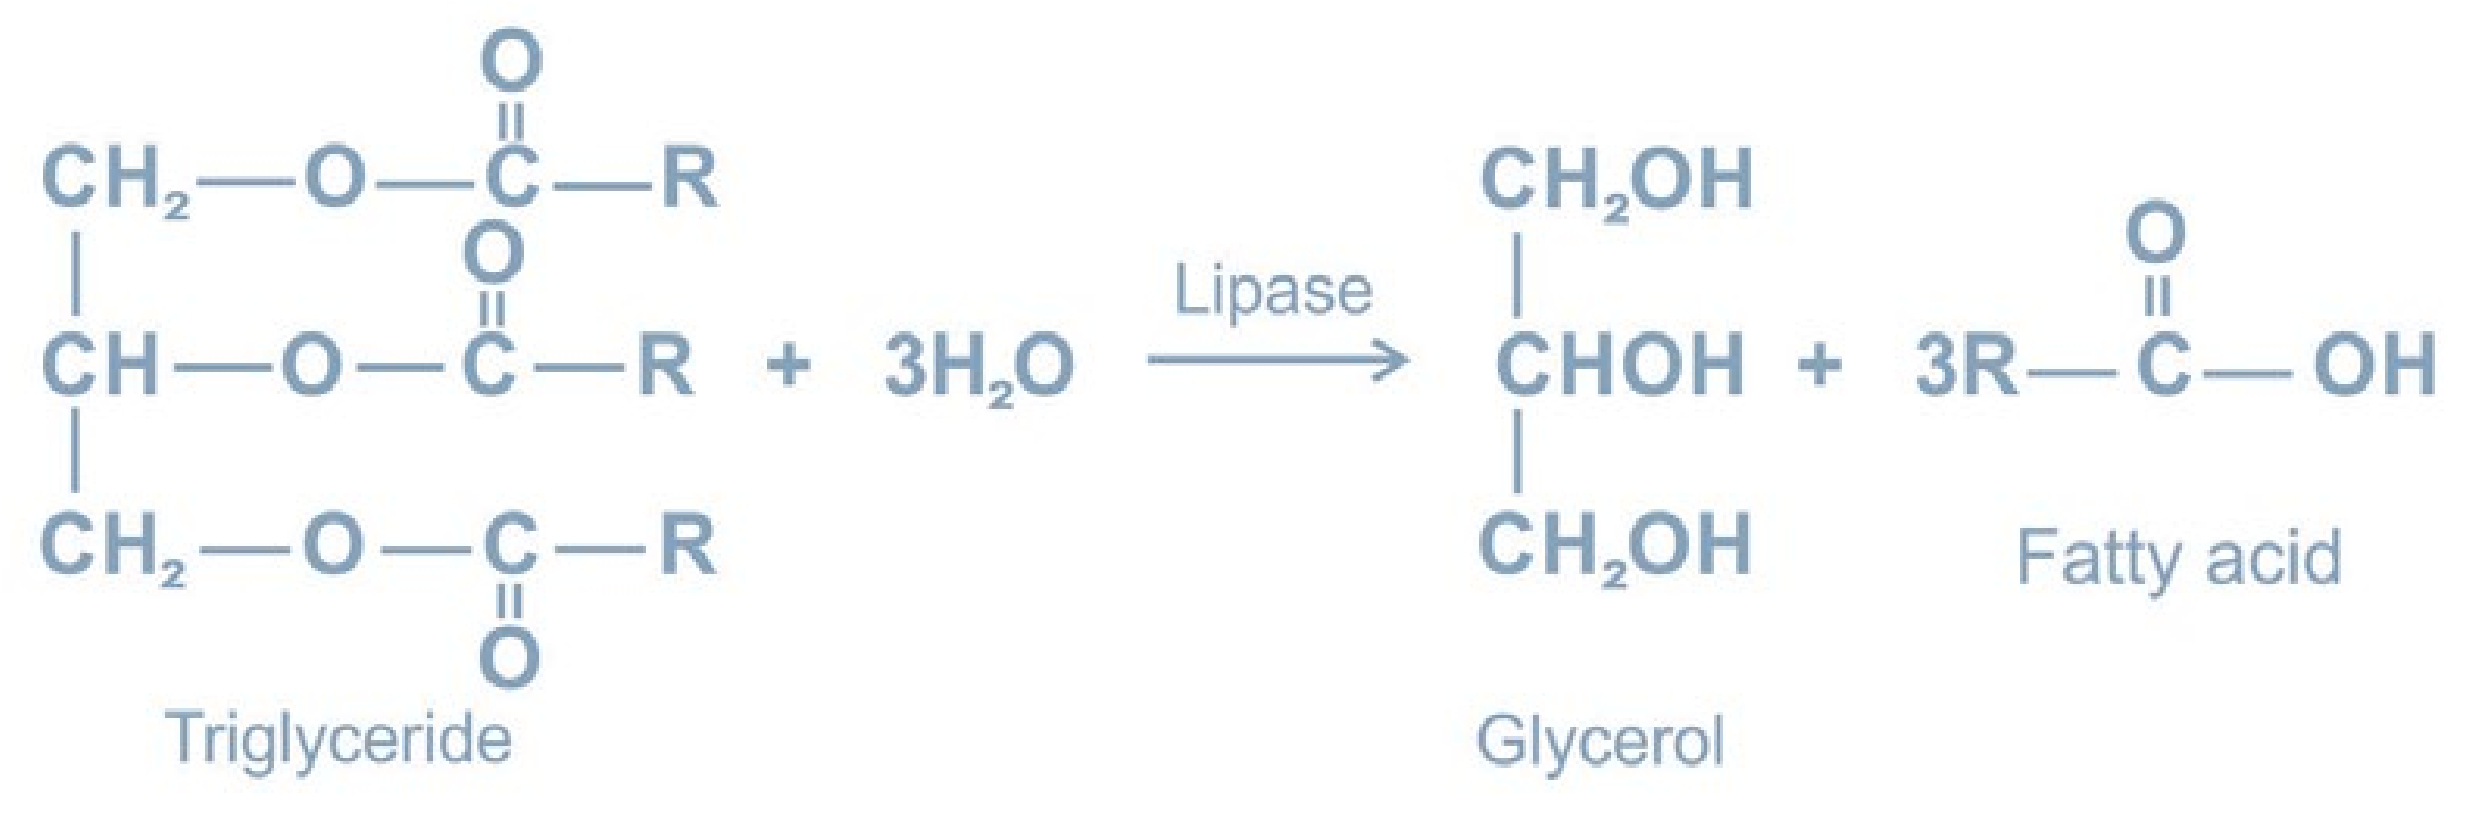 O
CH₂—O—C—R
O
Lipase
CH—O—C—R + 3H₂O
CH₂—O—C—R
O
Triglyceride
CH₂OH
O
CHOH + 3R—C—OH
CH₂OH
Fatty acid
Glycerol